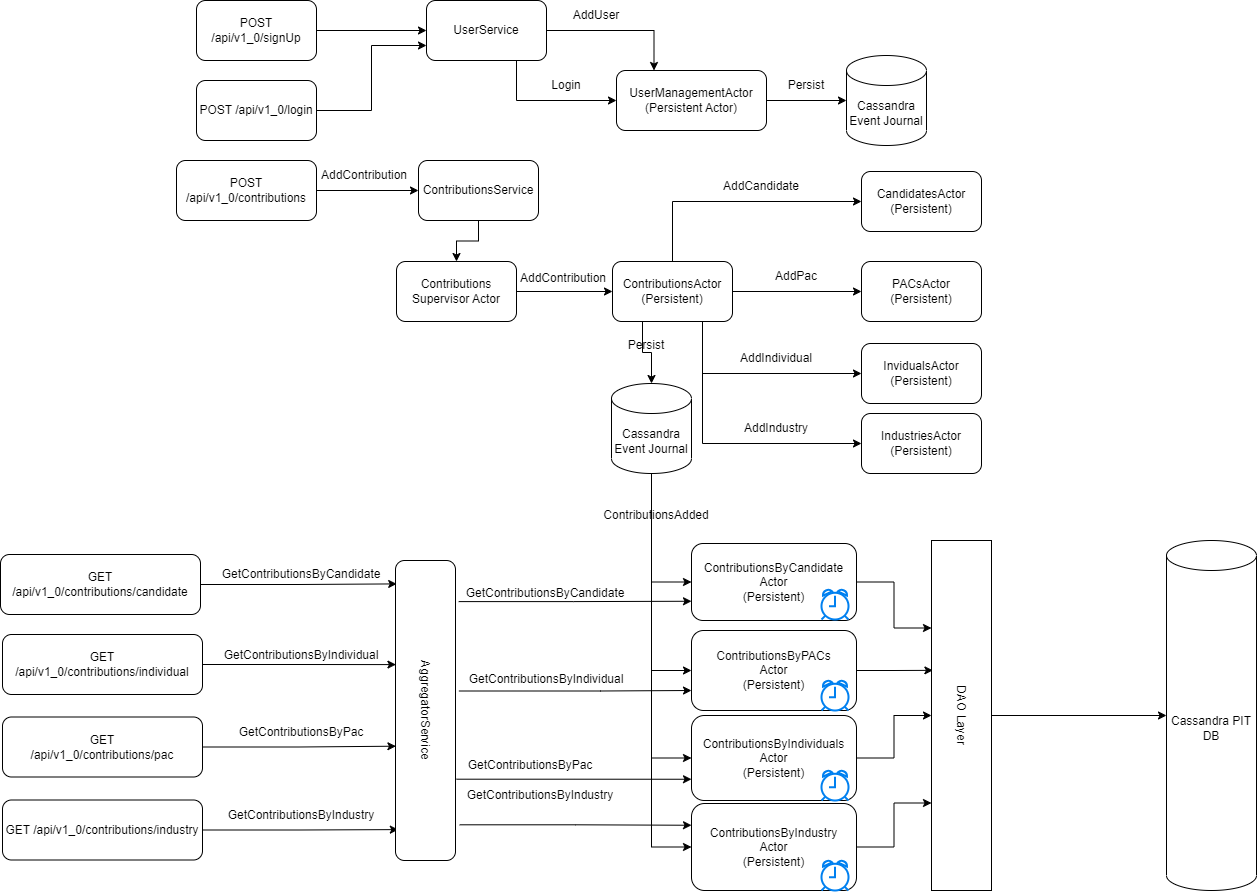 POST
/api/v1_0/signUp
UserService
AddUser
POST /api/v1_0/login
Login
UserManagementActor
(Persistent Actor)
Persist
Cassandra
Event Journal
POST
/api/v1_0/contributions
AddContribution
ContributionsService
AddCandidate
CandidatesActor
(Persistent)
Contributions
Supervisor Actor
AddContribution
ContributionsActor
(Persistent)
AddPac
PACsActor
(Persistent)
Persist
AddIndividual
InvidualsActor
(Persistent)
Cassandra
Event Journal
AddIndustry
IndustriesActor
(Persistent)
ContributionsAdded
GET
/api/v1_0/contributions/candidate
GetContributionsByCandidate
GetContributionsByCandidate
ContributionsByCandidate
Actor
(Persistent)
GET
/api/v1_0/contributions/individual
GetContributionsByIndividual
AggregatorService
GetContributionsByIndividual
ContributionsByPACs
Actor
(Persistent)
DAO Layer
Cassandra PIT
DB
GET
/api/v1_0/contributions/pac
GetContributionsByPac
GetContributionsByPac
ContributionsByIndividuals
Actor
(Persistent)
GET /api/v1_0/contributions/industry
GetContributionsByIndustry
GetContributionsByIndustry
ContributionsByIndustry
Actor
(Persistent)